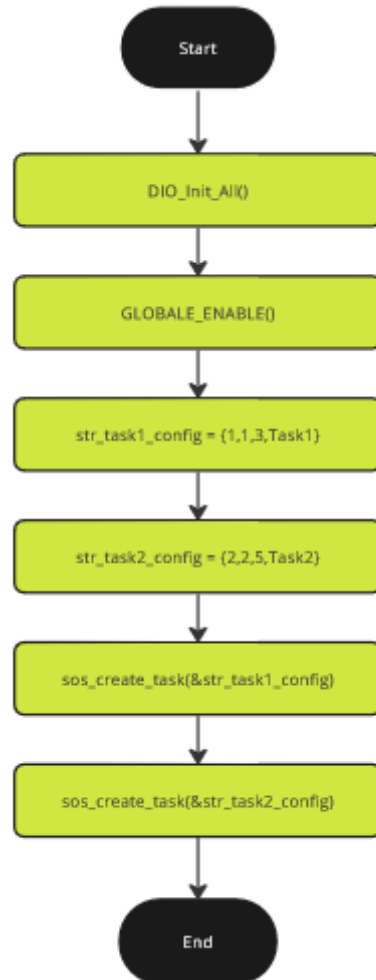 Start
DIO_Init_All()
GLOBALE_ENABLE()
str_task1_config = {1,1,3,Task1}
str_task2_config = {2,2,5,Task2}
sos_create_task(&str_task1_config)
sos_create_task(&str_task2_config)
End